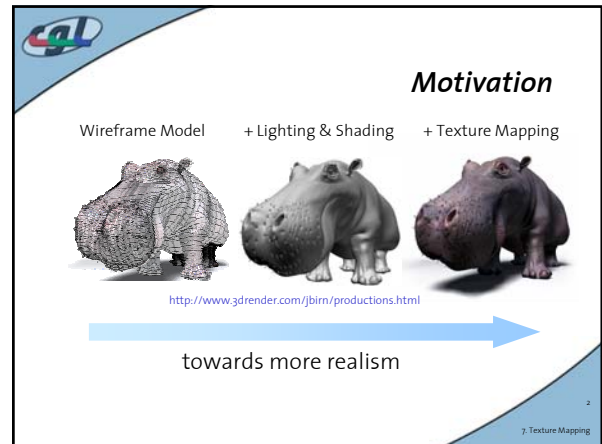 cgl
Motivation
Wireframe Model + Lighting & Shading + Texture Mapping
http://www.3drender.com/jbirn/productions.html
towards more realism
2
7. Texture Mapping